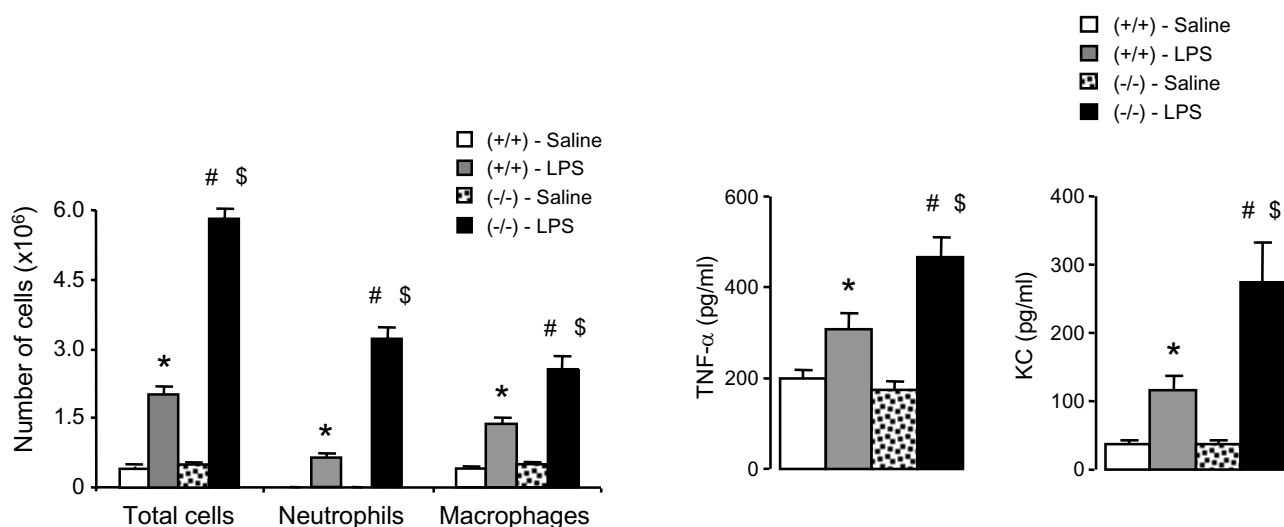 (+/+) - Saline
(+/+) - LPS
(-/-) - Saline
(-/-) - LPS
Number of cells (x10⁶)
6.0
4.5
3.0
1.5
0
*
# $
*
# $
*
# $
Total cells
Neutrophils
Macrophages
(+/+) - Saline
(+/+) - LPS
(-/-) - Saline
(-/-) - LPS
TNF-α (pg/ml)
600
400
200
0
*
# $
KC (pg/ml)
400
300
200
100
0
*
# $